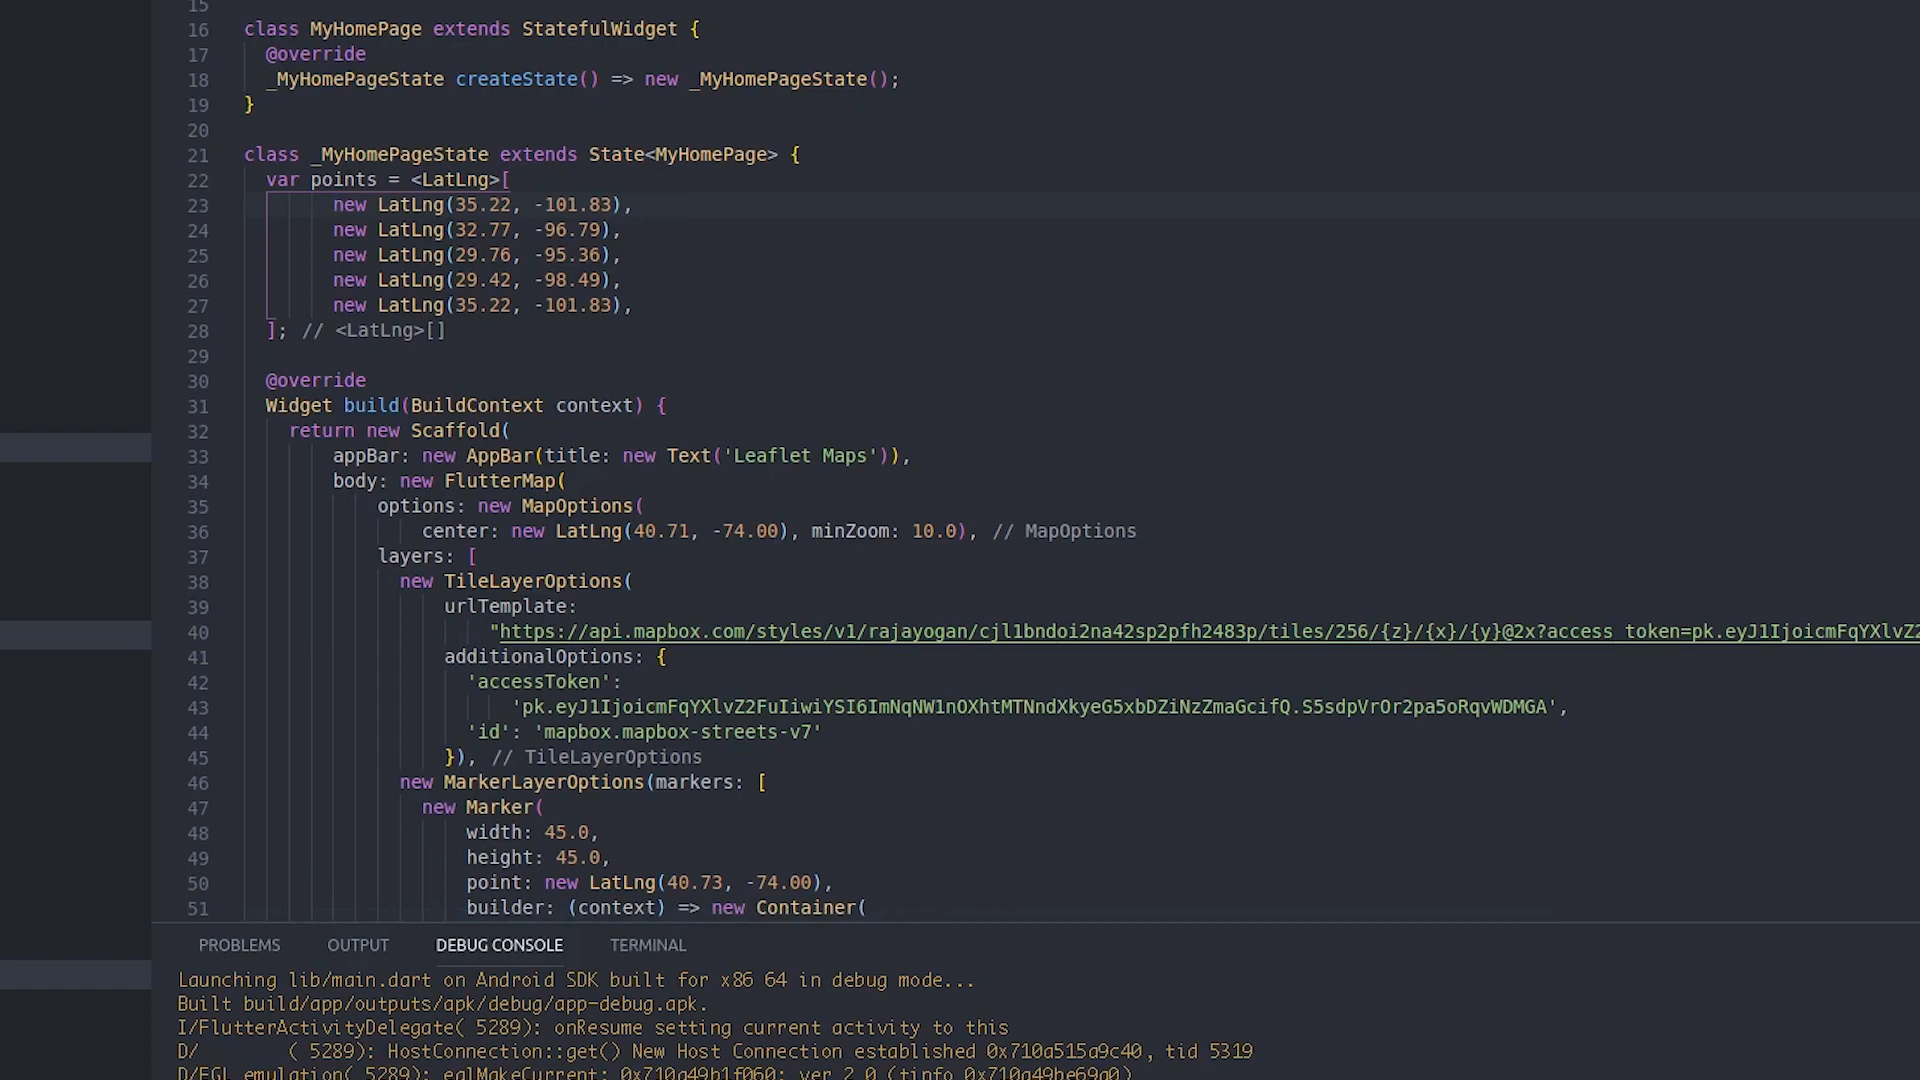 15
16 class MyHomePage extends StatefulWidget {
17 @override
18 _MyHomePageState createState() => new _MyHomePageState();
19 }
20
21 class _MyHomePageState extends State<MyHomePage> {
22 var points = <LatLng>[
23 new LatLng(35.22, -101.83),
24 new LatLng(32.77, -96.79),
25 new LatLng(29.76, -95.36),
26 new LatLng(29.42, -98.49),
27 new LatLng(35.22, -101.83),
28 ]; // <LatLng>[]
29
30 @override
31 Widget build(BuildContext context) {
32 return new Scaffold(
33 appBar: new AppBar(title: new Text('Leaflet Maps')),
34 body: new FlutterMap(
35 options: new MapOptions(
36 center: new LatLng(40.71, -74.00), minZoom: 10.0), // MapOptions
37 layers: [
38 new TileLayerOptions(
39 urlTemplate:
40 "https://api.mapbox.com/styles/v1/rajayogan/cjl1bndoi2na42sp2pfh2483p/tiles/256/{z}/{x}/{y}@2x?access_token=pk.eyJ1IjoicmFqYXlvZ2
41 additionalOptions: {
42 'accessToken':
43 'pk.eyJ1IjoicmFqYXlvZ2FuIiwiYSI6ImNqNW1nOXhtMTNndXkyeG5xbDZiNzZmaGcifQ.S5sdpVrOr2pa5oRqvWDMGA',
44 'id': 'mapbox.mapbox-streets-v7'
45 }), // TileLayerOptions
46 new MarkerLayerOptions(markers: [
47 new Marker(
48 width: 45.0,
49 height: 45.0,
50 point: new LatLng(40.73, -74.00),
51 builder: (context) => new Container(
PROBLEMS OUTPUT DEBUG CONSOLE TERMINAL
Launching lib/main.dart on Android SDK built for x86 64 in debug mode...
Built build/app/outputs/apk/debug/app-debug.apk.
I/FlutterActivityDelegate( 5289): onResume setting current activity to this
D/ ( 5289): HostConnection::get() New Host Connection established 0x710a515a9c40, tid 5319
D/EGL_emulation( 5289): eglMakeCurrent: 0x710a49b1f060: ver 2 0 (tinfo 0x710a49be69a0)